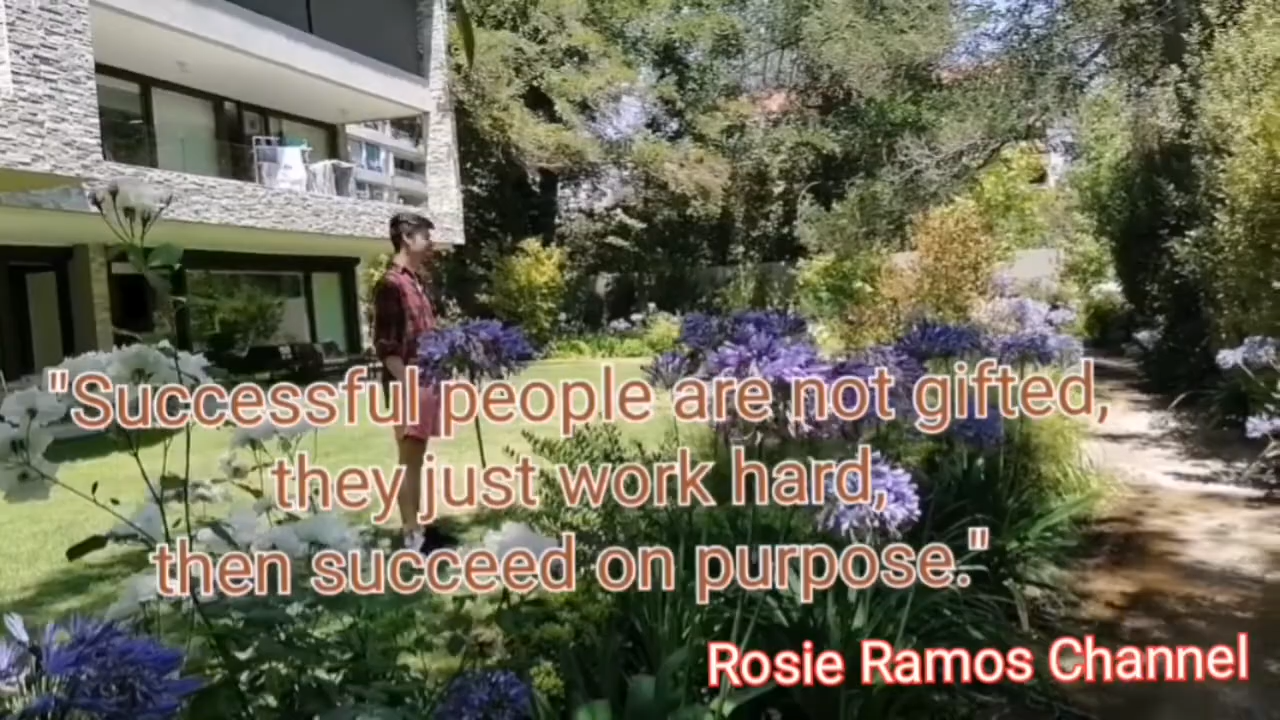 "Successful people are not gifted,
they just work hard,
then succeed on purpose."
Rosie Ramos Channel